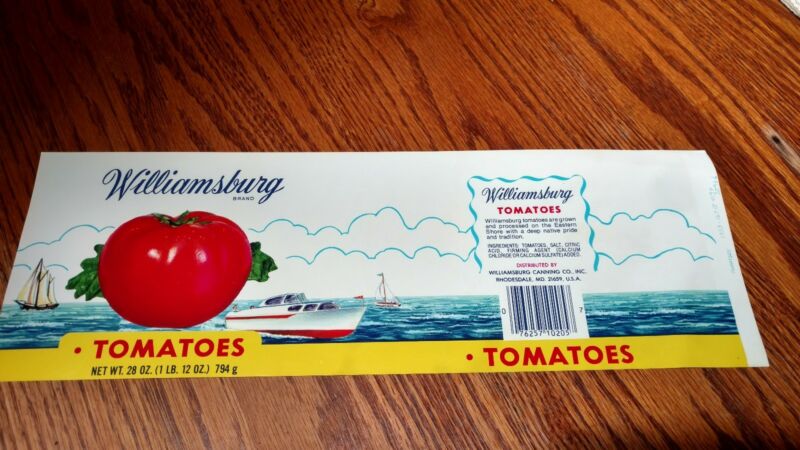 Williamsburg
BRAND
• TOMATOES
NET WT. 28 OZ. (1 LB. 12 OZ.) 794 g
Williamsburg
TOMATOES
Williamsburg tomatoes are grown
and processed on the Eastern
Shore with a deep native pride
and tradition.
INGREDIENTS: TOMATOES, SALT, CITRIC
ACID, FIRMING AGENT (CALCIUM
CHLORIDE OR CALCIUM SULFATE) ADDED.
DISTRIBUTED BY
WILLIAMSBURG CANNING CO., INC.
RHODESDALE, MD. 21659, U.S.A.
0 76257 10205 7
• TOMATOES